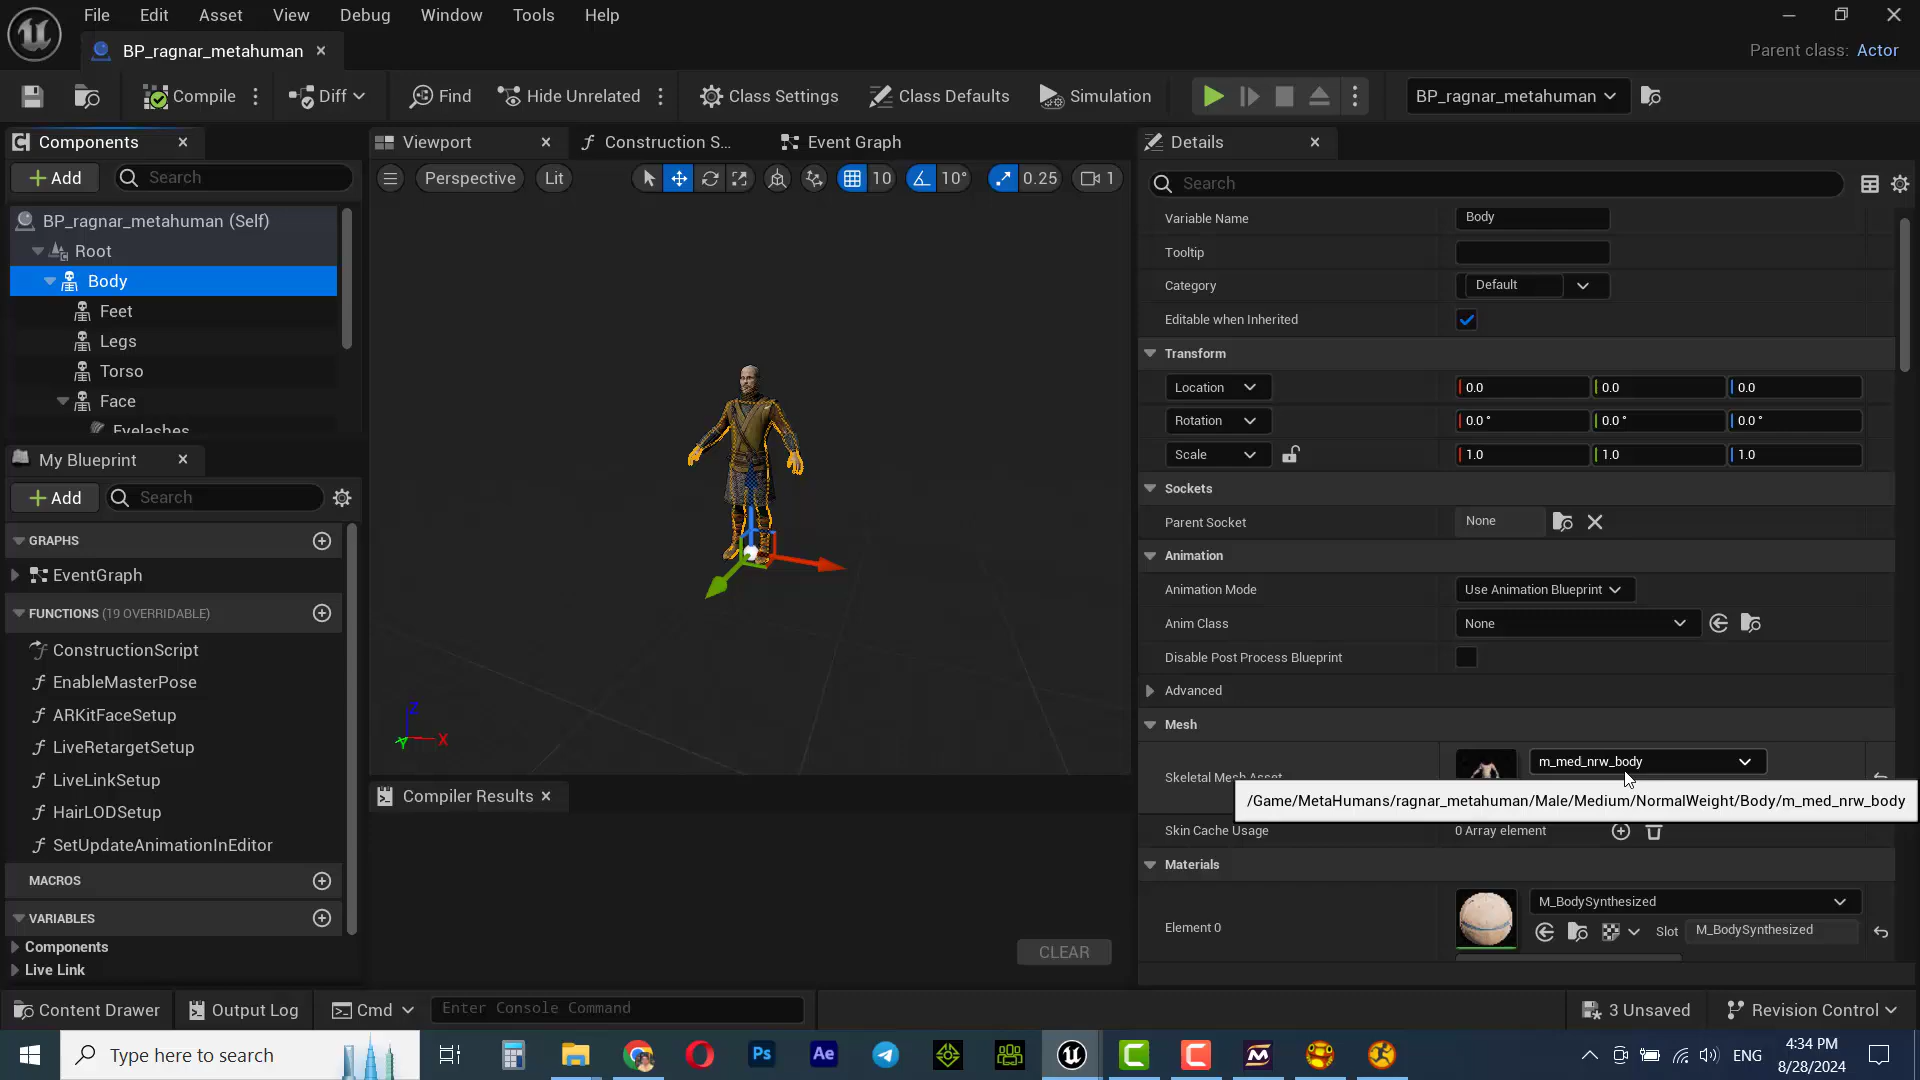 File Edit Asset View Debug Window Tools Help
BP_ragnar_metahuman
Parent class: Actor
Compile Diff Find Hide Unrelated Class Settings Class Defaults Simulation BP_ragnar_metahuman
Components
Add Search
BP_ragnar_metahuman (Self)
Root
Body
Feet
Legs
Torso
Face
Eyelashes
My Blueprint
Add Search
GRAPHS
EventGraph
FUNCTIONS (19 OVERRIDABLE)
ConstructionScript
EnableMasterPose
ARKitFaceSetup
LiveRetargetSetup
LiveLinkSetup
HairLODSetup
SetUpdateAnimationInEditor
MACROS
VARIABLES
Components
Live Link
Viewport Construction S... Event Graph
Perspective Lit 10 10° 0.25 1
Z
X
Y
Compiler Results
CLEAR
Details
Search
Variable Name Body
Tooltip
Category Default
Editable when Inherited
Transform
Location 0.0 0.0 0.0
Rotation 0.0 ° 0.0 ° 0.0 °
Scale 1.0 1.0 1.0
Sockets
Parent Socket None
Animation
Animation Mode Use Animation Blueprint
Anim Class None
Disable Post Process Blueprint
Advanced
Mesh
m_med_nrw_body
Skeletal Mesh Asset
/Game/MetaHumans/ragnar_metahuman/Male/Medium/NormalWeight/Body/m_med_nrw_body
Skin Cache Usage 0 Array element
Materials
M_BodySynthesized
Element 0 Slot M_BodySynthesized
Content Drawer Output Log Cmd Enter Console Command 3 Unsaved Revision Control
Type here to search Ps Ae ENG
4:34 PM
8/28/2024